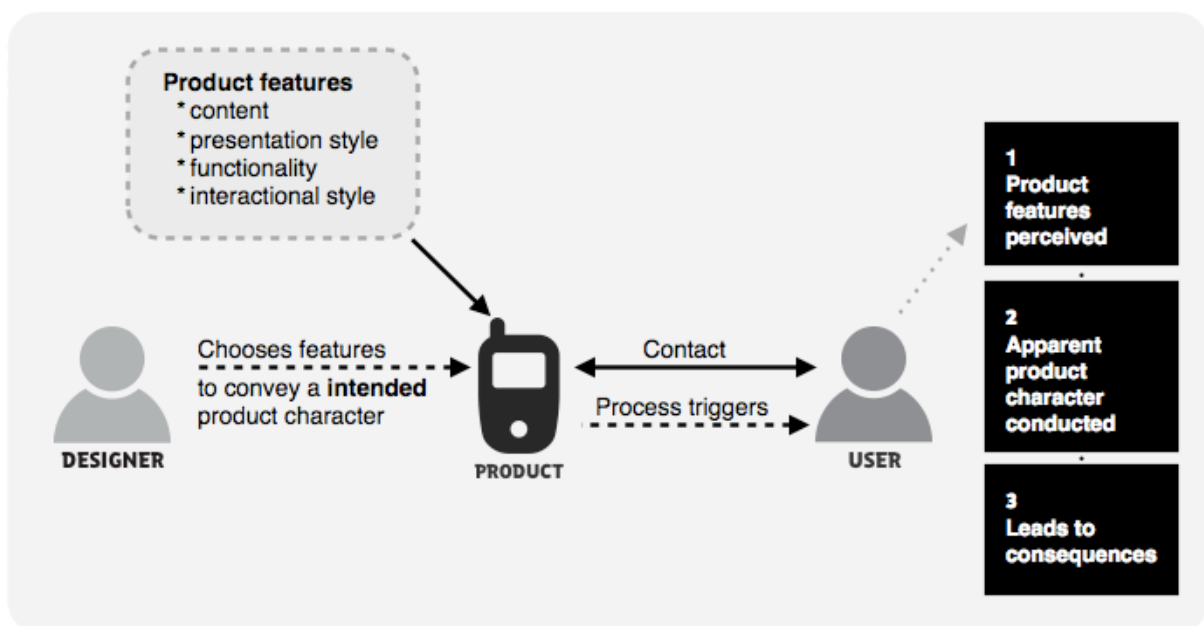 Product features
* content
* presentation style
* functionality
* interactional style
Chooses features
to convey a intended
product character
DESIGNER
PRODUCT
Contact
Process triggers
USER
1
Product
features
perceived
2
Apparent
product
character
conducted
3
Leads to
consequences